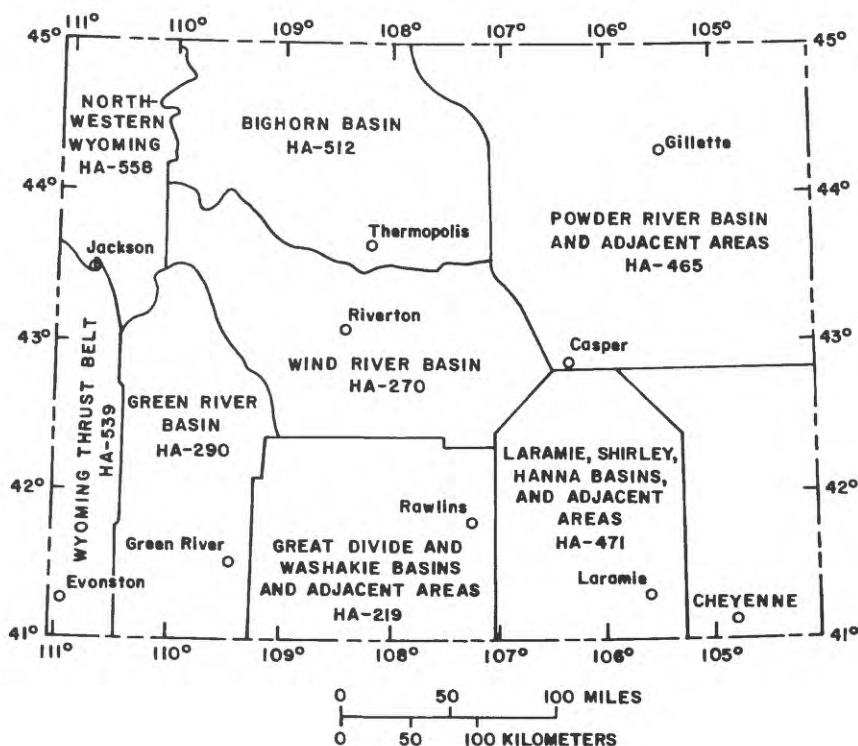 111°
110°
109°
108°
107°
106°
105°
45°
45°
NORTH-
WESTERN
WYOMING
HA-558
BIGHORN BASIN
HA-512
Gillette
44°
44°
POWDER RIVER BASIN
AND ADJACENT AREAS
HA-465
Thermopolis
Jackson
Riverton
43°
43°
Casper
WIND RIVER BASIN
HA-270
WYOMING THRUST BELT
HA-539
GREEN RIVER
BASIN
HA-290
LARAMIE, SHIRLEY,
HANNA BASINS,
AND ADJACENT
AREAS
HA-471
42°
42°
Rawlins
Green River
GREAT DIVIDE AND
WASHAKIE BASINS
AND ADJACENT AREAS
HA-219
Evonston
Laramie
CHEYENNE
41°
41°
111°
110°
109°
108°
107°
106°
105°
0 50 100 MILES
0 50 100 KILOMETERS